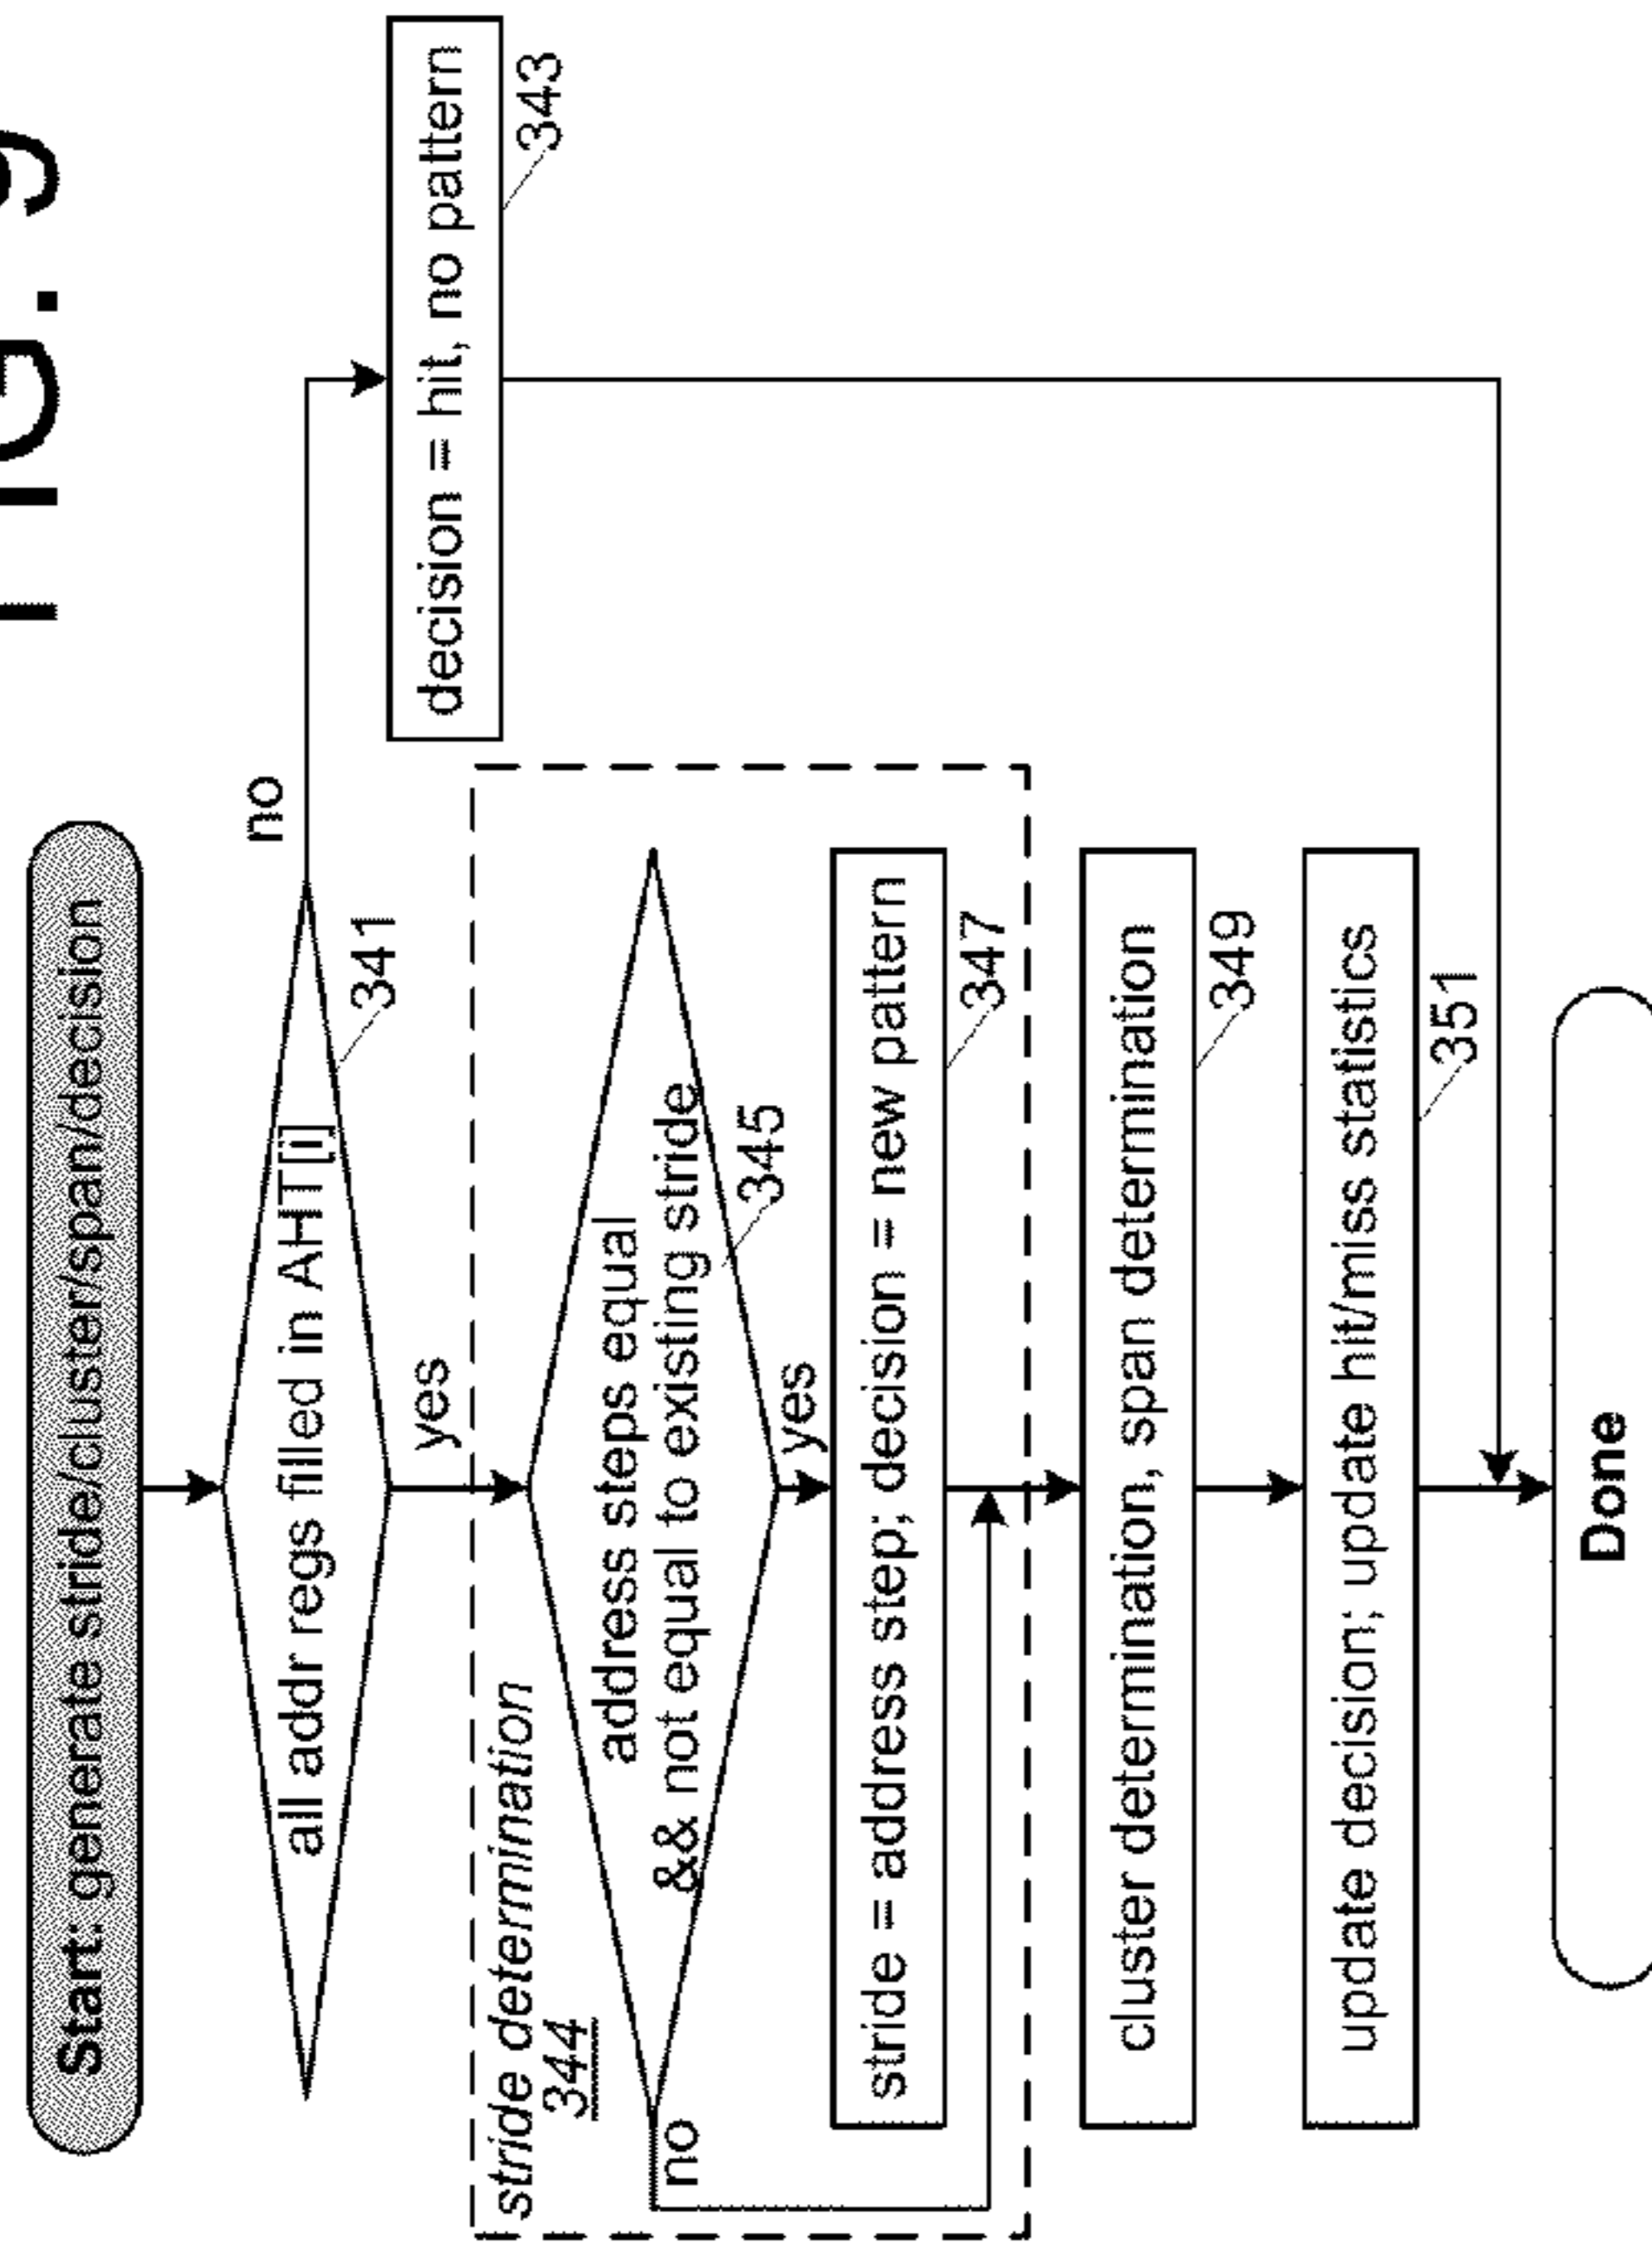 FIG. 9
Start: generate stride/cluster/span/decision
all addr regs filled in AHT[i]
341
no
decision = hit, no pattern
343
yes
stride determination
344
address steps equal
&& not equal to existing stride
345
no
yes
stride = address step; decision = new pattern
347
cluster determination, span determination
349
update decision; update hit/miss statistics
351
Done